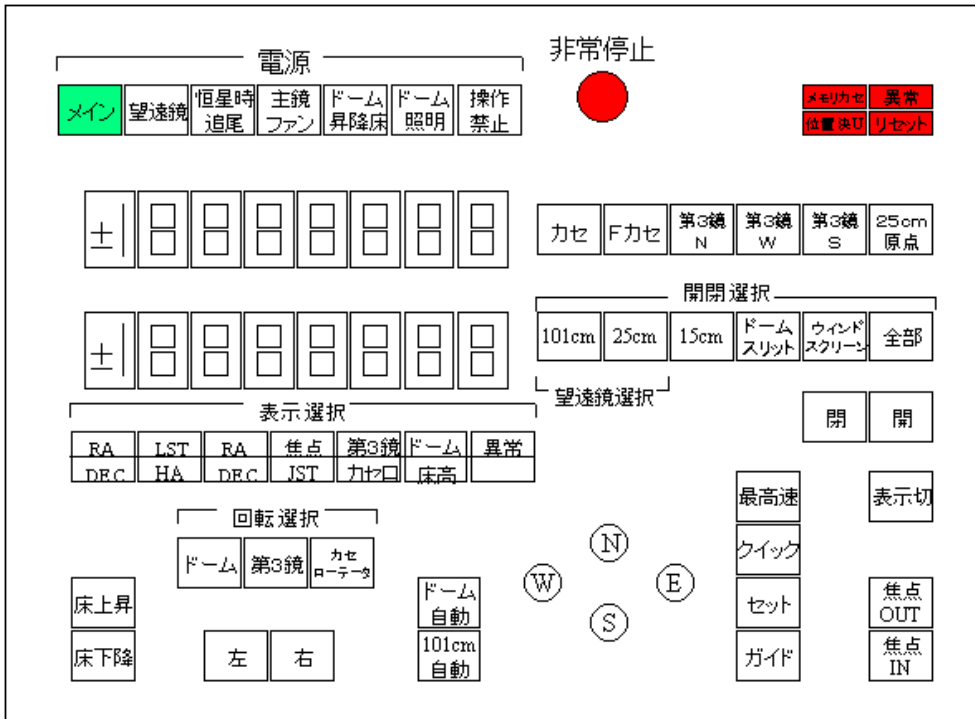 電源
非常停止
メイン
望遠鏡
恒星時
追尾
主鏡
ファン
ドーム
昇降床
ドーム
照明
操作
禁止
メモリカセ
異常
位置決U
リセット
±
±
カセ
Fカセ
第3鏡
N
第3鏡
W
第3鏡
S
25cm
原点
開閉選択
101cm
25cm
15cm
ドーム
スリット
ウィンド
スクリーン
全部
望遠鏡選択
閉
開
表示選択
RA
DEC
LST
HA
RA
DEC
焦点
JST
第3鏡
カセロ
ドーム
床高
異常
回転選択
ドーム
第3鏡
カセ
ローテータ
床上昇
床下降
左
右
ドーム
自動
101cm
自動
N
W
E
S
最高速
クイック
セット
ガイド
表示切
焦点
OUT
焦点
IN